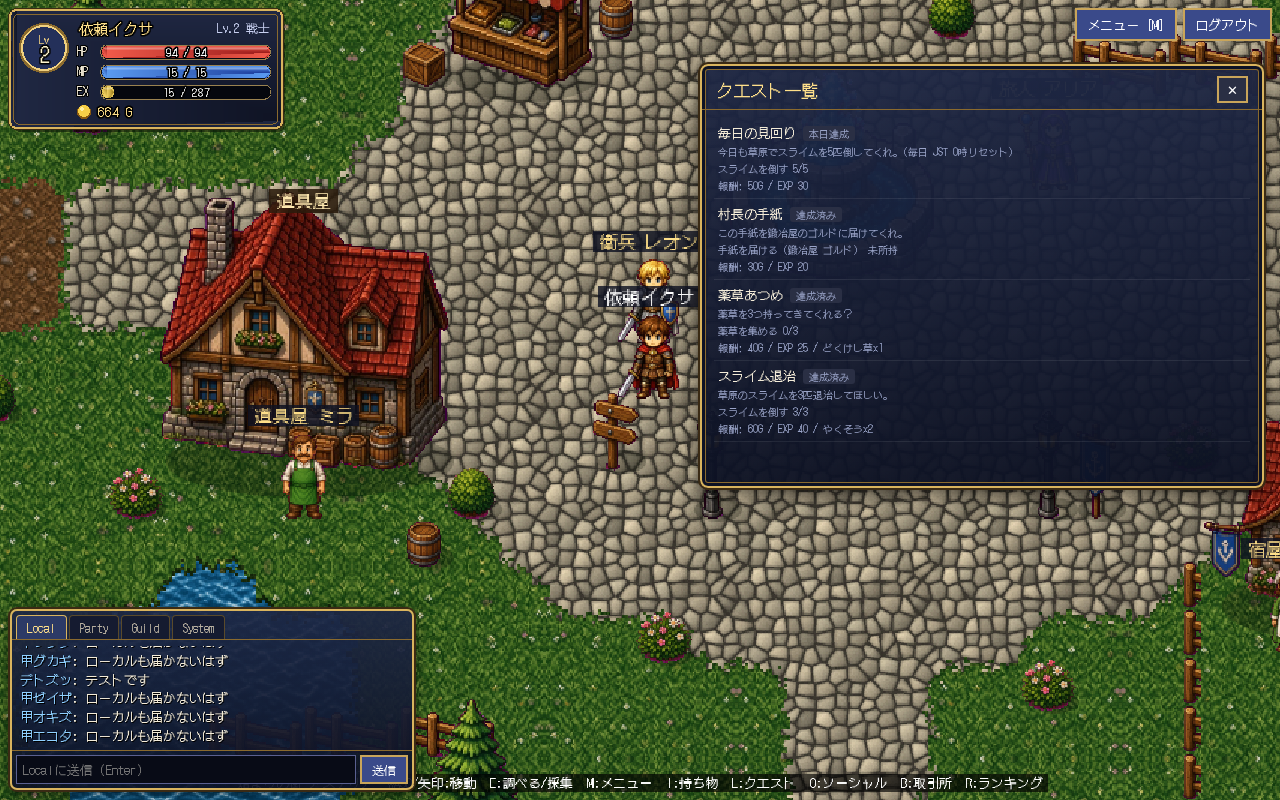 Lv
2
依頼イクサ Lv.2 戦士
HP 94 / 94
MP 15 / 15
EX 15 / 287
664 G
メニュー [M]
ログアウト
クエスト一覧
×
毎日の見回り 本日達成
今日も草原でスライムを5匹倒してくれ。(毎日 JST 0時リセット)
スライムを倒す 5/5
報酬: 50G / EXP 30
村長の手紙 達成済み
この手紙を鍛冶屋のゴルドに届けてくれ。
手紙を届ける (鍛冶屋 ゴルド) 未所持
報酬: 30G / EXP 20
薬草あつめ 達成済み
薬草を3つ持ってきてくれる?
薬草を集める 0/3
報酬: 40G / EXP 25 / どくけし草x1
スライム退治 達成済み
草原のスライムを3匹退治してほしい。
スライムを倒す 3/3
報酬: 60G / EXP 40 / やくそうx2
道具屋
衛兵 レオン
依頼イクサ
道具屋 ミラ
宿屋
Local Party Guild System
甲グカギ: ローカルも届かないはず
デトズッ: テストです
甲ゼイザ: ローカルも届かないはず
甲オキズ: ローカルも届かないはず
甲エコタ: ローカルも届かないはず
Localに送信 (Enter)
送信
矢印:移動 E:調べる/採集 M:メニュー I:持ち物 L:クエスト O:ソーシャル B:取引所 R:ランキング